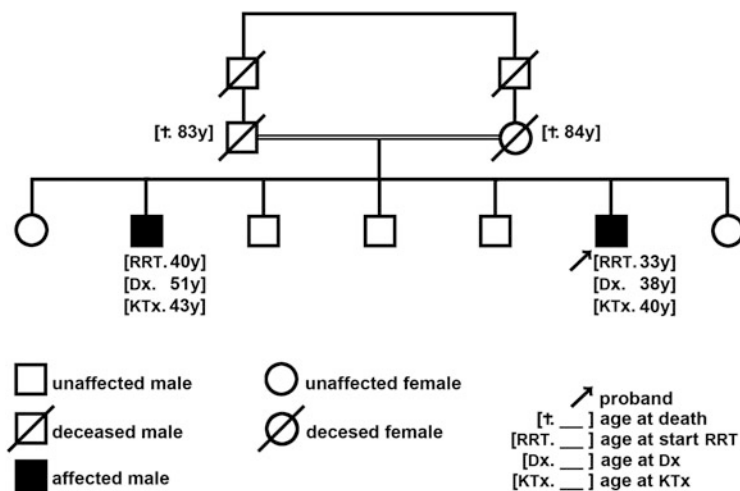 [†. 83y] [†. 84y]
[RRT. 40y] [RRT. 33y]
[Dx. 51y] [Dx. 38y]
[KTx. 43y] [KTx. 40y]
unaffected male
unaffected female
deceased male
decesed female
affected male
proband
[†. __ ] age at death
[RRT. __ ] age at start RRT
[Dx. __ ] age at Dx
[KTx. __ ] age at KTx